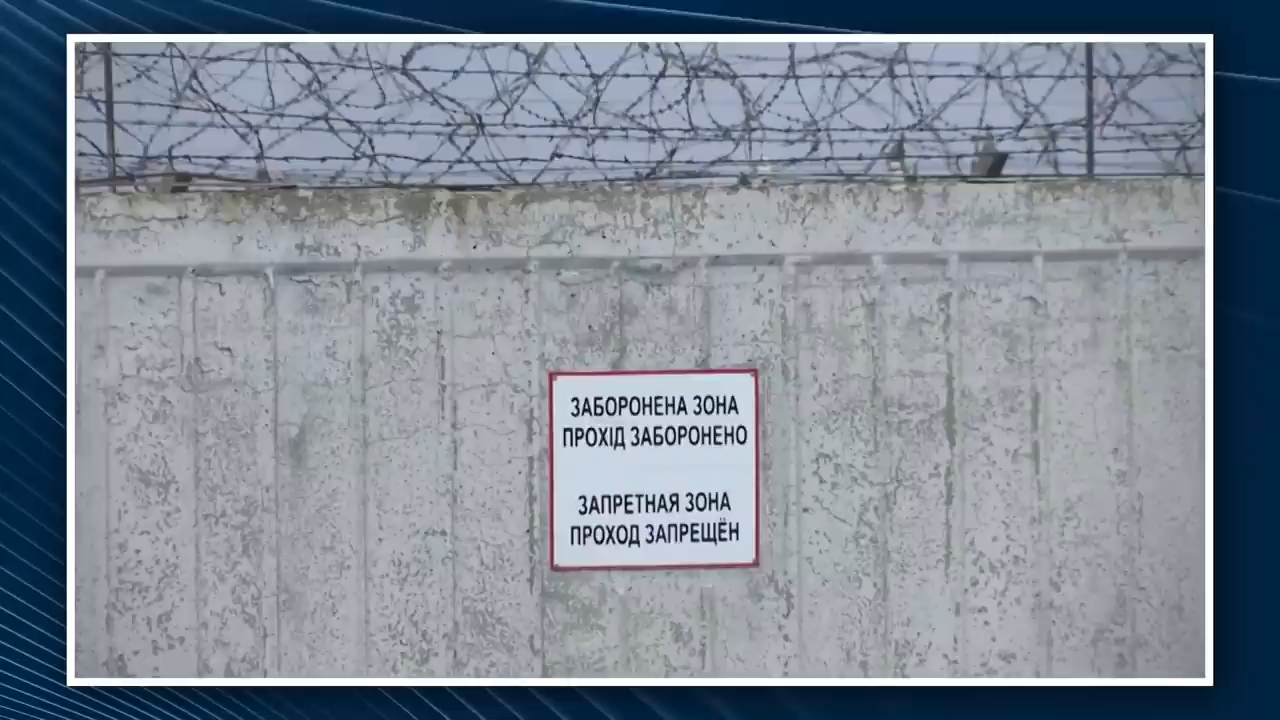 ЗАБОРОНЕНА ЗОНА
ПРОХІД ЗАБОРОНЕНО
ЗАПРЕТНАЯ ЗОНА
ПРОХОД ЗАПРЕЩЁН